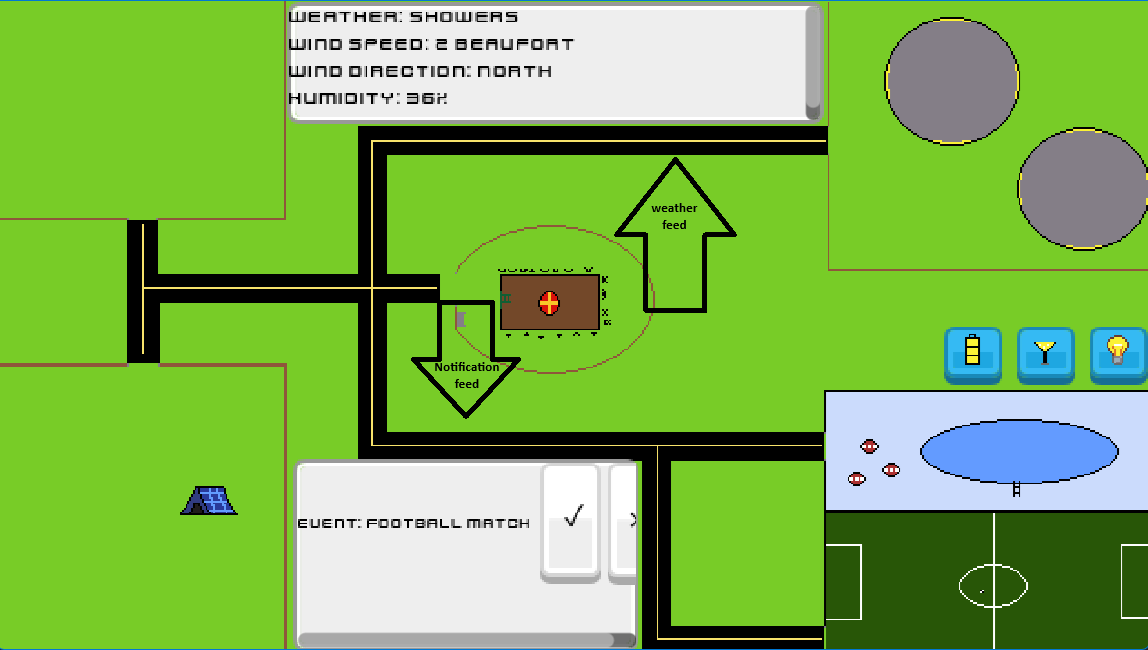 WEATHER: SHOWERS
WIND SPEED: 2 BEAUFORT
WIND DIRECTION: NORTH
HUMIDITY: 36%
weather
feed
Notification
feed
EVENT: FOOTBALL MATCH